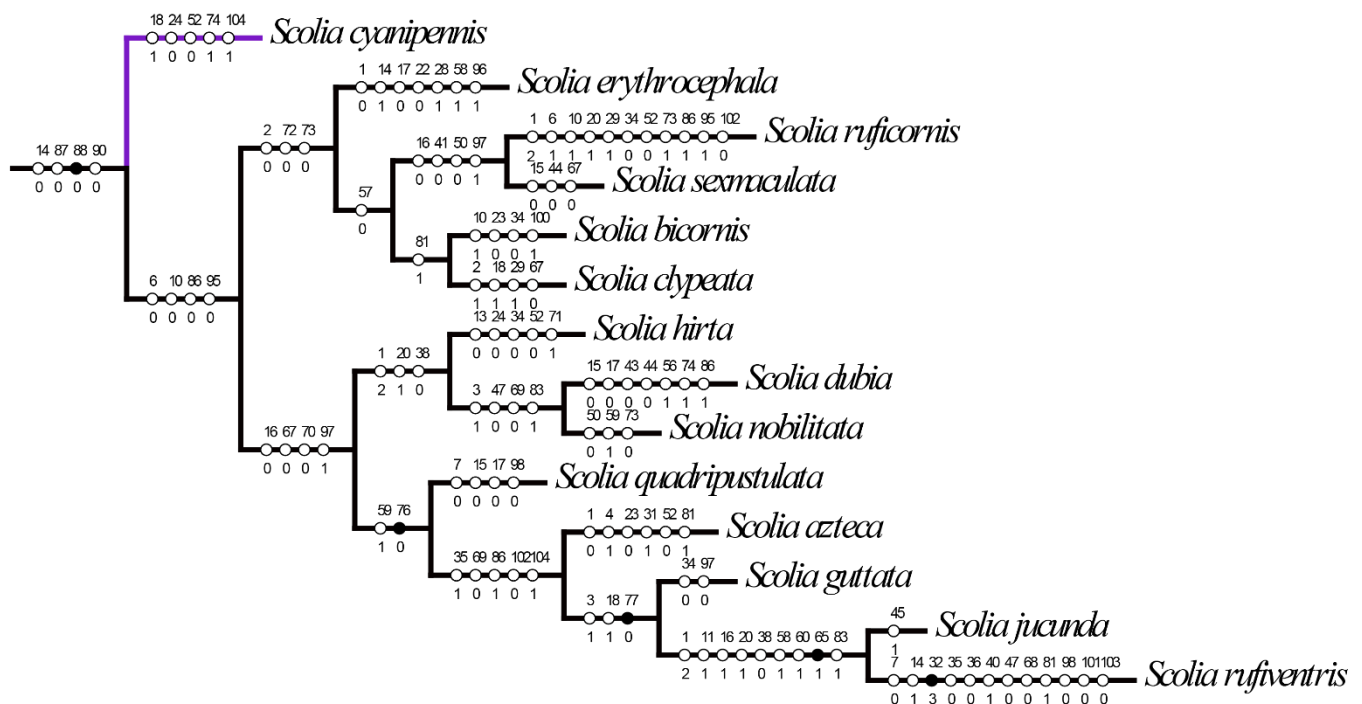 18 24 52 74 104
Scolia cyanipennis
1 0 0 1 1
1 14 17 22 28 58 96
Scolia erythrocephala
0 1 0 0 1 1 1
2 72 73
0 0 0
1 6 10 20 29 34 52 73 86 95 102
Scolia ruficornis
2 1 1 1 1 0 0 1 1 1 0
16 41 50 97
0 0 0 1
14 87 88 90
0 0 0 0
15 44 67
Scolia sexmaculata
0 0 0
57
0
10 23 34 100
Scolia bicornis
1 0 0 1
81
1
2 18 29 67
Scolia clypeata
1 1 1 0
6 10 86 95
0 0 0 0
13 24 34 52 71
Scolia hirta
0 0 0 0 1
1 20 38
2 1 0
15 17 43 44 56 74 86
Scolia dubia
0 0 0 0 1 1 1
3 47 69 83
1 0 0 1
50 59 73
Scolia nobilitata
0 1 0
16 67 70 97
0 0 0 1
7 15 17 98
Scolia quadripustulata
0 0 0 0
59 76
1 0
1 4 23 31 52 81
Scolia azteca
0 1 0 1 0 1
35 69 86 102 104
1 0 1 0 1
34 97
Scolia guttata
0 0
3 18 77
1 1 0
45
Scolia jucunda
1
1 11 16 20 38 58 60 65 83
2 1 1 1 0 1 1 1 1
7 14 32 35 36 40 47 68 81 98 101 103
Scolia rufiventris
0 1 3 0 0 1 0 0 1 0 0 0